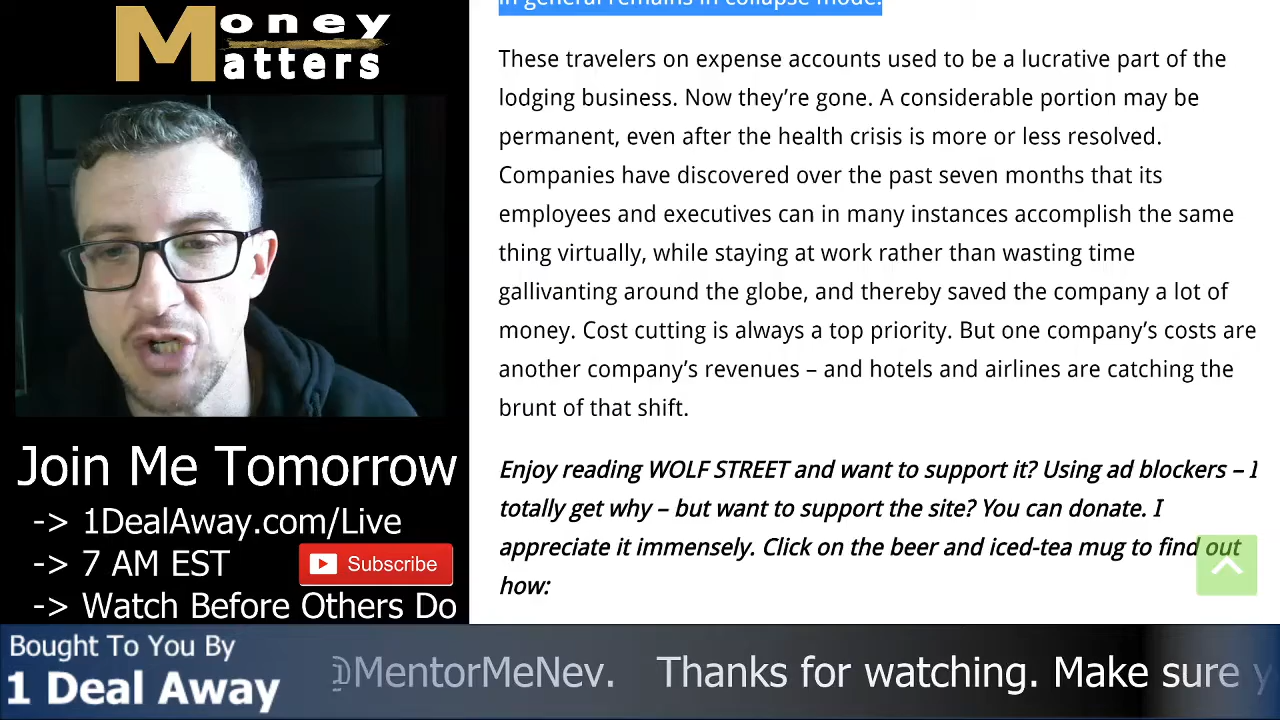 Money
Matters
in general remains in collapse mode.
These travelers on expense accounts used to be a lucrative part of the
lodging business. Now they’re gone. A considerable portion may be
permanent, even after the health crisis is more or less resolved.
Companies have discovered over the past seven months that its
employees and executives can in many instances accomplish the same
thing virtually, while staying at work rather than wasting time
gallivanting around the globe, and thereby saved the company a lot of
money. Cost cutting is always a top priority. But one company’s costs are
another company’s revenues – and hotels and airlines are catching the
brunt of that shift.
Enjoy reading WOLF STREET and want to support it? Using ad blockers – I
totally get why – but want to support the site? You can donate. I
appreciate it immensely. Click on the beer and iced-tea mug to find out
how:
Join Me Tomorrow
-> 1DealAway.com/Live
-> 7 AM EST
Subscribe
-> Watch Before Others Do
Bought To You By
1 Deal Away
@MentorMeNev. Thanks for watching. Make sure y